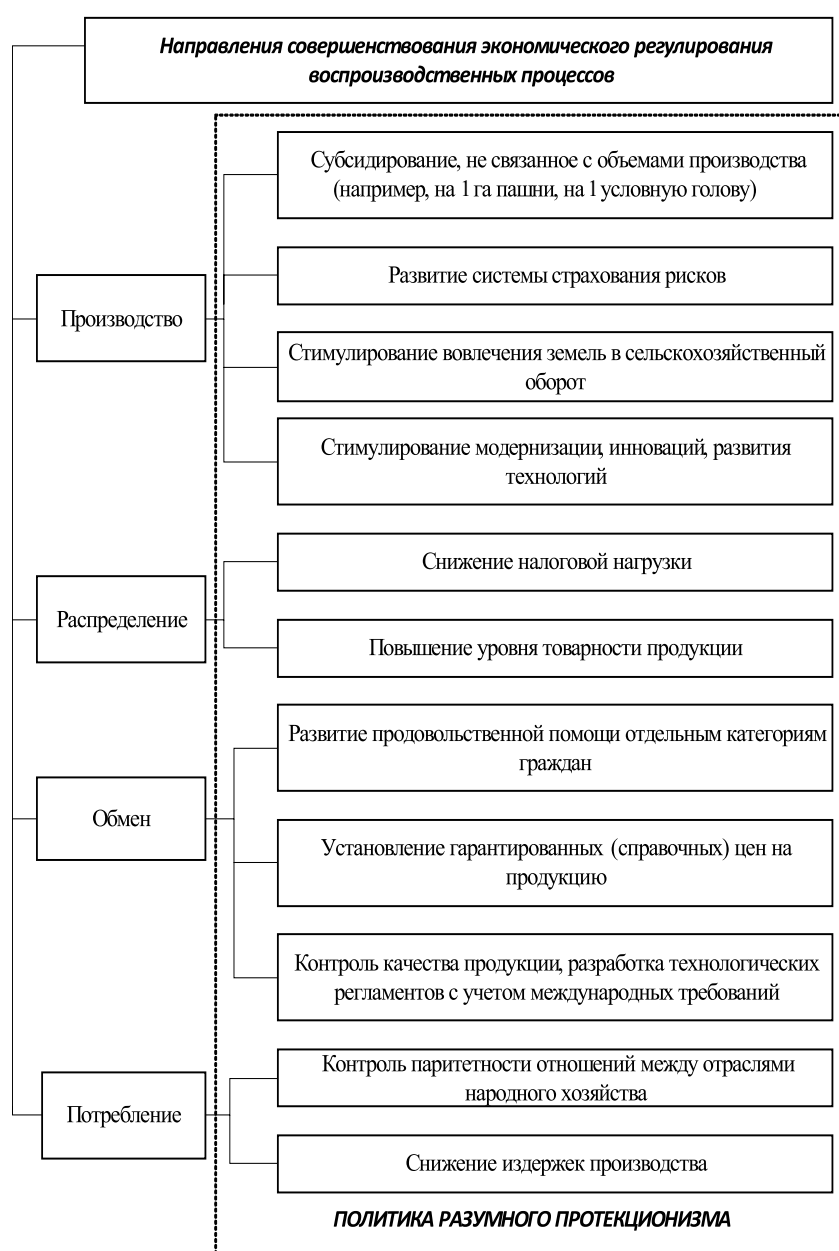 Направления совершенствования экономического регулирования
воспроизводственных процессов
Производство
Субсидирование, не связанное с объемами производства
(например, на 1 га пашни, на 1 условную голову)
Развитие системы страхования рисков
Стимулирование вовлечения земель в сельскохозяйственный
оборот
Стимулирование модернизации, инноваций, развития
технологий
Распределение
Снижение налоговой нагрузки
Повышение уровня товарности продукции
Обмен
Развитие продовольственной помощи отдельным категориям
граждан
Установление гарантированных (справочных) цен на
продукцию
Контроль качества продукции, разработка технологических
регламентов с учетом международных требований
Потребление
Контроль паритетности отношений между отраслями
народного хозяйства
Снижение издержек производства
ПОЛИТИКА РАЗУМНОГО ПРОТЕКЦИОНИЗМА